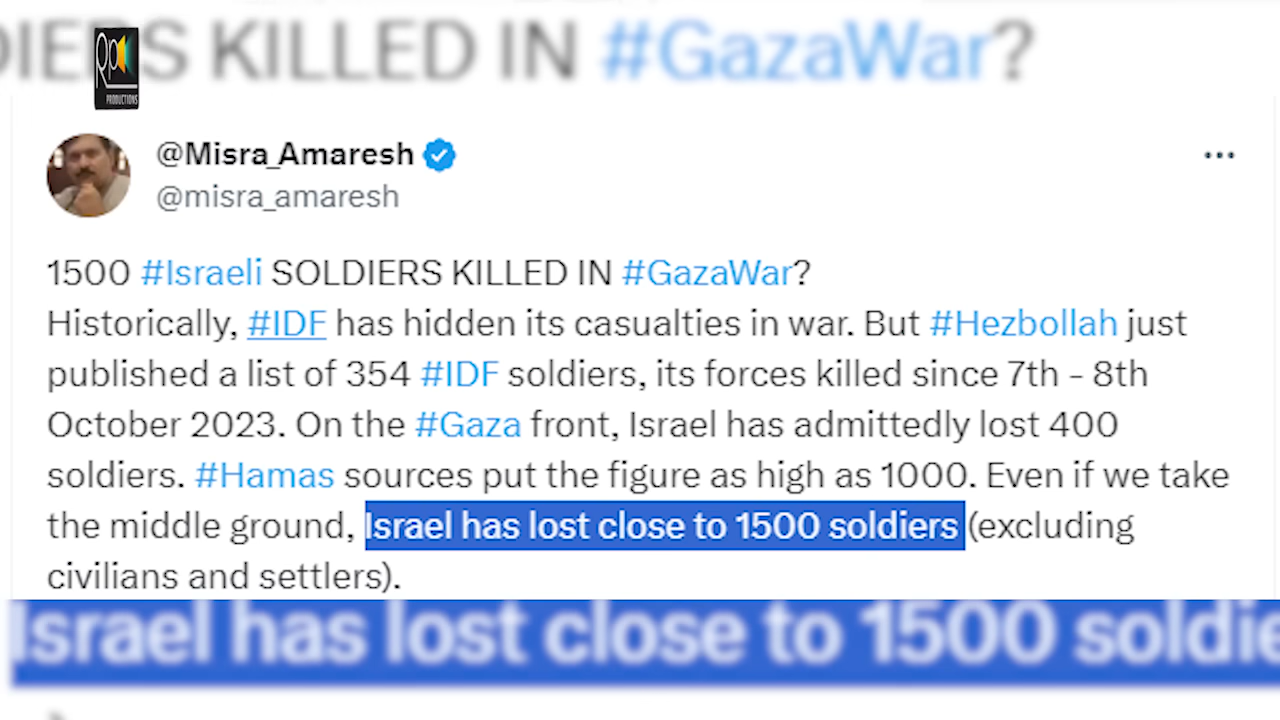 DIERS KILLED IN #GazaWar?
RP
PRODUCTIONS
@Misra_Amaresh
@misra_amaresh
1500 #Israeli SOLDIERS KILLED IN #GazaWar?
Historically, #IDF has hidden its casualties in war. But #Hezbollah just
published a list of 354 #IDF soldiers, its forces killed since 7th - 8th
October 2023. On the #Gaza front, Israel has admittedly lost 400
soldiers. #Hamas sources put the figure as high as 1000. Even if we take
the middle ground, Israel has lost close to 1500 soldiers (excluding
civilians and settlers).
Israel has lost close to 1500 soldie